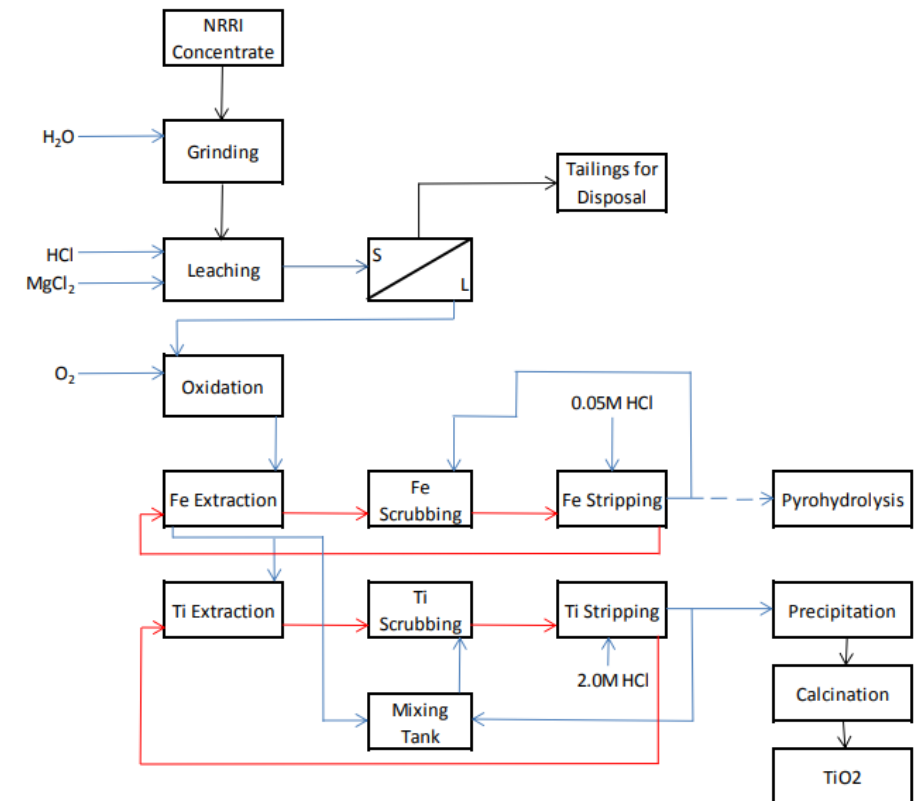 NRRI
Concentrate
H₂O
Grinding
Tailings for
Disposal
HCl
MgCl₂
Leaching
S
L
O₂
Oxidation
0.05M HCl
Fe Extraction
Fe
Scrubbing
Fe Stripping
Pyrohydrolysis
Ti Extraction
Ti
Scrubbing
Ti Stripping
Precipitation
2.0M HCl
Mixing
Tank
Calcination
TiO2